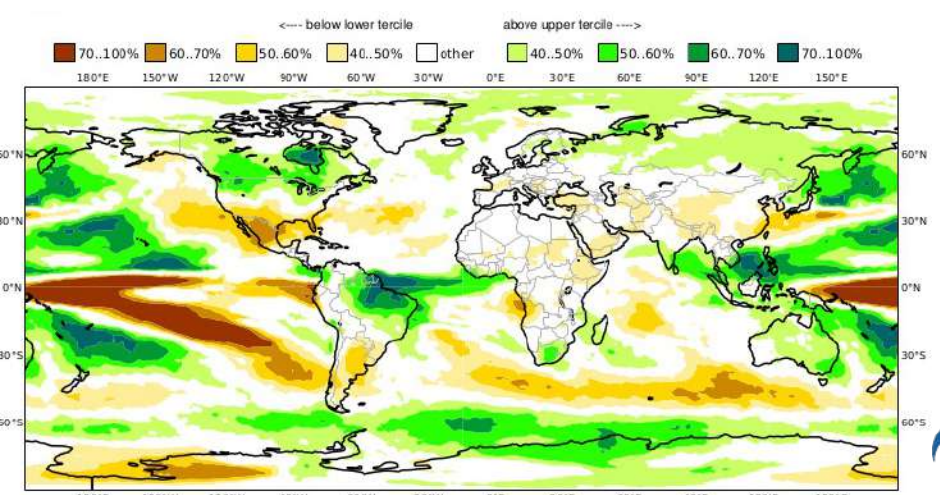 <---- below lower tercile above upper tercile ---->
70..100% 60..70% 50..60% 40..50% other 40..50% 50..60% 60..70% 70..100%
180°E 150°W 120°W 90°W 60°W 30°W 0°E 30°E 60°E 90°E 120°E 150°E
60°N 60°N
30°N 30°N
0°N 0°N
30°S 30°S
60°S 60°S